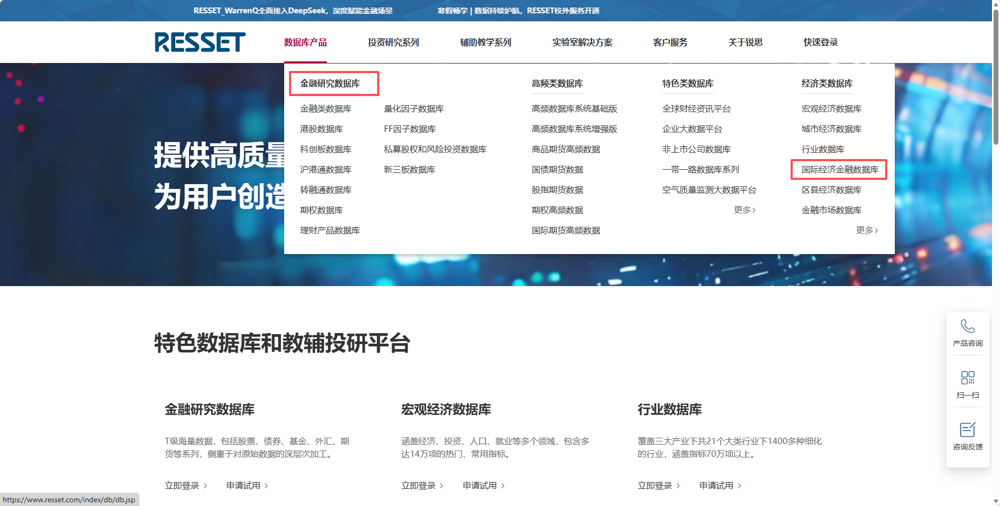 RESSET_WarrenQ全面接入DeepSeek，深度赋能金融场景
寒假畅学 | 数据持续护航，RESSET校外服务开通
RESSET
数据库产品
投资研究系列
辅助教学系列
实验室解决方案
客户服务
关于锐思
快速登录
金融研究数据库
金融类数据库
港股数据库
科创板数据库
沪港通数据库
转融通数据库
期权数据库
理财产品数据库
量化因子数据库
FF因子数据库
私募股权和风险投资数据库
新三板数据库
高频类数据库
高频数据库系统基础版
高频数据库系统增强版
商品期货高频数据
国债期货数据
股指期货数据
期权高频数据
国际期货高频数据
特色类数据库
全球财经资讯平台
企业大数据平台
非上市公司数据库
一带一路数据库系列
空气质量监测大数据平台
更多
经济类数据库
宏观经济数据库
城市经济数据库
行业数据库
国际经济金融数据库
区县经济数据库
金融市场数据库
更多
提供高质量
为用户创造
特色数据库和教辅投研平台
金融研究数据库
T级海量数据，包括股票、债券、基金、外汇、期
货等系列，侧重于对原始数据的深层次加工。
立即登录
申请试用
宏观经济数据库
涵盖经济、投资、人口、就业等多个领域，包含多
达14万项的热门、常用指标。
立即登录
申请试用
行业数据库
覆盖三大产业下共21个大类行业下1400多种细化
的行业，涵盖指标70万项以上。
立即登录
申请试用
产品咨询
扫一扫
咨询反馈
https://www.resset.com/index/db/db.jsp